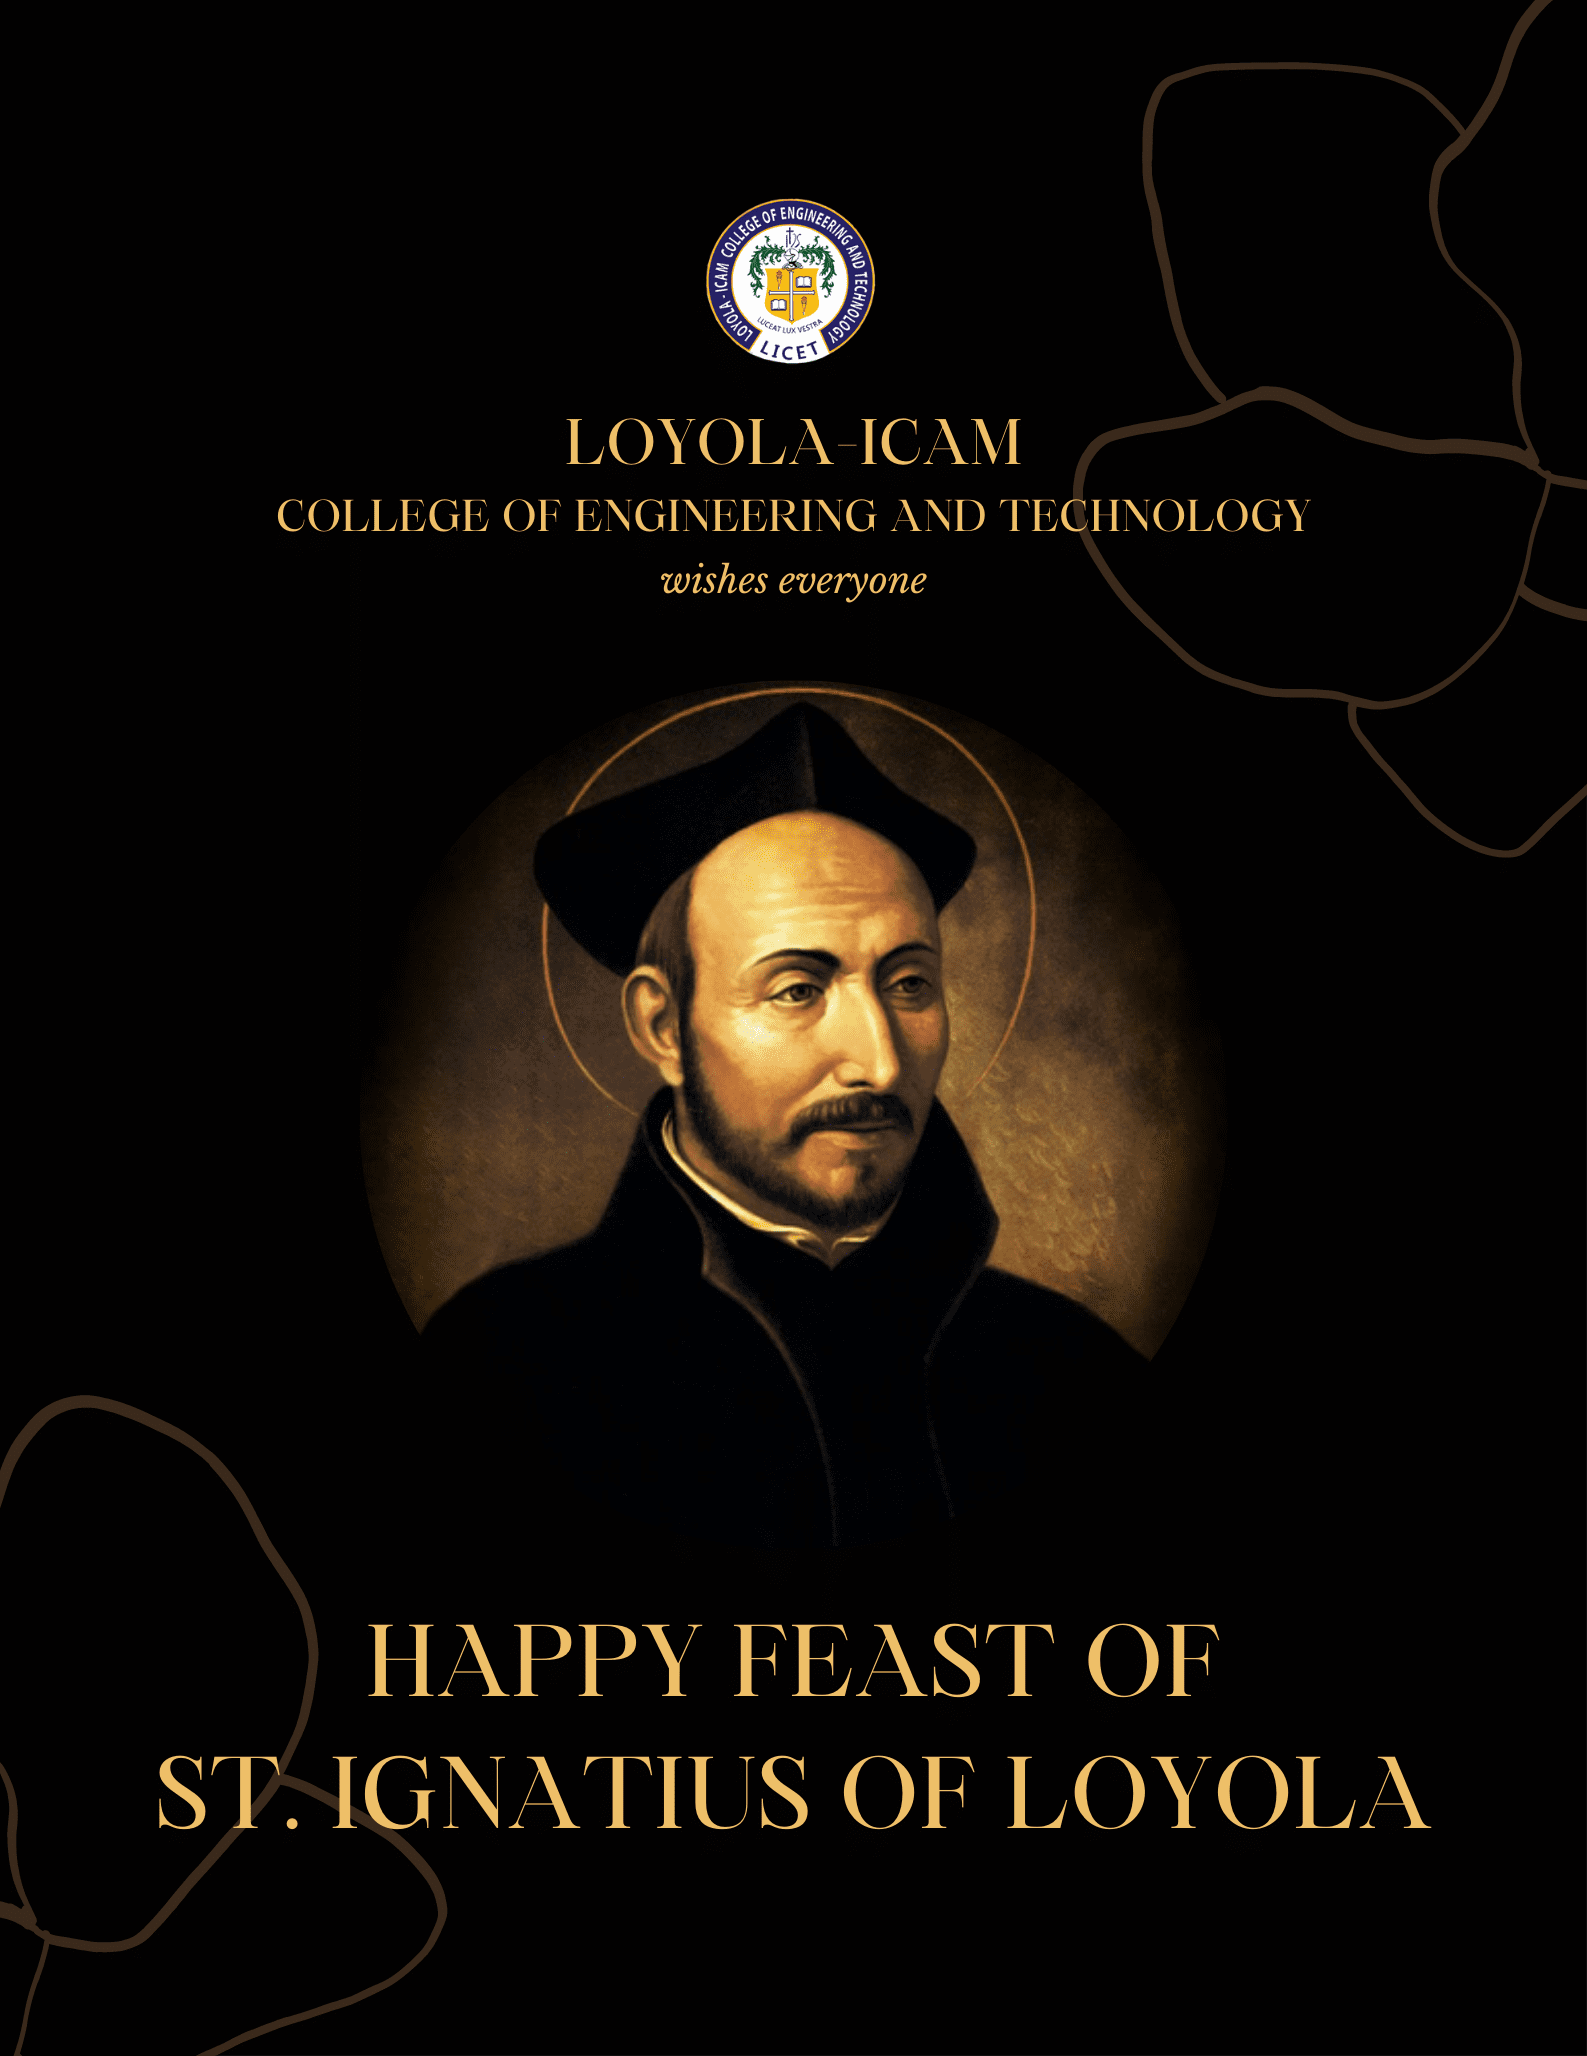 LOYOLA-ICAM COLLEGE OF ENGINEERING AND TECHNOLOGY
IHS
LUCEAT LUX VESTRA
LICET
LOYOLA-ICAM
COLLEGE OF ENGINEERING AND TECHNOLOGY
wishes everyone
HAPPY FEAST OF
ST. IGNATIUS OF LOYOLA